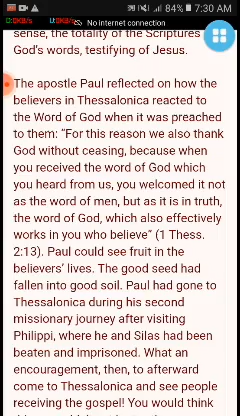 0:0KB/s U:0KB/s No internet connection 84% 7:30 AM
sense, the totality of the Scriptures
God's words, testifying of Jesus.
The apostle Paul reflected on how the
believers in Thessalonica reacted to
the Word of God when it was preached
to them: “For this reason we also thank
God without ceasing, because when
you received the word of God which
you heard from us, you welcomed it not
as the word of men, but as it is in truth,
the word of God, which also effectively
works in you who believe” (1 Thess.
2:13). Paul could see fruit in the
believers’ lives. The good seed had
fallen into good soil. Paul had gone to
Thessalonica during his second
missionary journey after visiting
Philippi, where he and Silas had been
beaten and imprisoned. What an
encouragement, then, to afterward
come to Thessalonica and see people
receiving the gospel! You would think